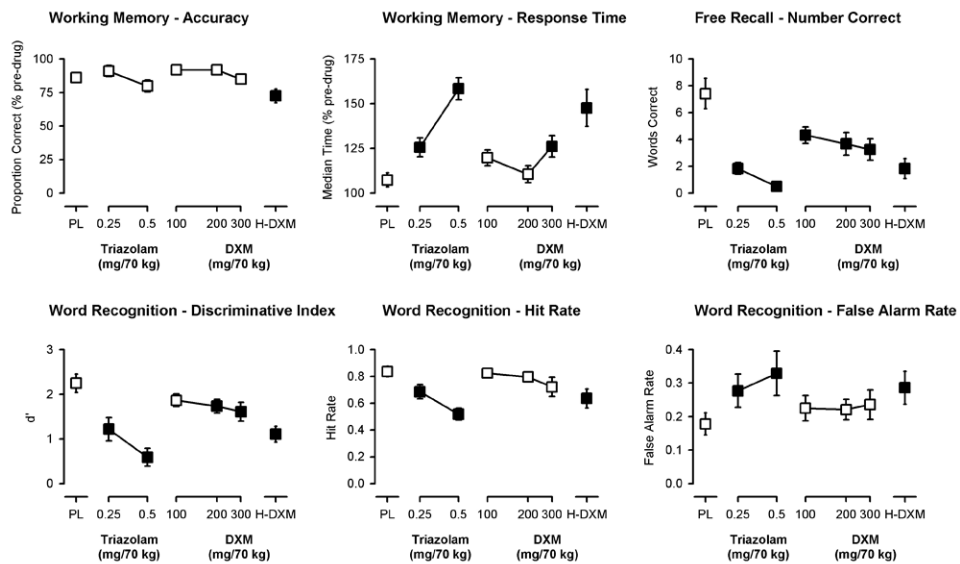 Working Memory - Accuracy
Proportion Correct (% pre-drug)
100
75
50
25
0
PL 0.25 0.5 100 200 300 H-DXM
Triazolam DXM
(mg/70 kg) (mg/70 kg)
Working Memory - Response Time
Median Time (% pre-drug)
175
150
125
100
PL 0.25 0.5 100 200 300 H-DXM
Triazolam DXM
(mg/70 kg) (mg/70 kg)
Free Recall - Number Correct
Words Correct
10
8
6
4
2
0
PL 0.25 0.5 100 200 300 H-DXM
Triazolam DXM
(mg/70 kg) (mg/70 kg)
Word Recognition - Discriminative Index
d'
3
2
1
0
PL 0.25 0.5 100 200 300 H-DXM
Triazolam DXM
(mg/70 kg) (mg/70 kg)
Word Recognition - Hit Rate
Hit Rate
1.0
0.8
0.6
0.4
0.2
0.0
PL 0.25 0.5 100 200 300 H-DXM
Triazolam DXM
(mg/70 kg) (mg/70 kg)
Word Recognition - False Alarm Rate
False Alarm Rate
0.4
0.3
0.2
0.1
0.0
PL 0.25 0.5 100 200 300 H-DXM
Triazolam DXM
(mg/70 kg) (mg/70 kg)